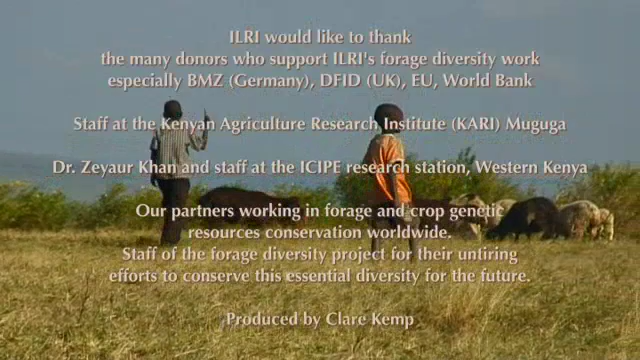 ILRI would like to thank
the many donors who support ILRI's forage diversity work
especially BMZ (Germany), DFID (UK), EU, World Bank
Staff at the Kenyan Agriculture Research Institute (KARI) Muguga
Dr. Zeyaur Khan and staff at the ICIPE research station, Western Kenya
Our partners working in forage and crop genetic
resources conservation worldwide.
Staff of the forage diversity project for their untiring
efforts to conserve this essential diversity for the future.
Produced by Clare Kemp